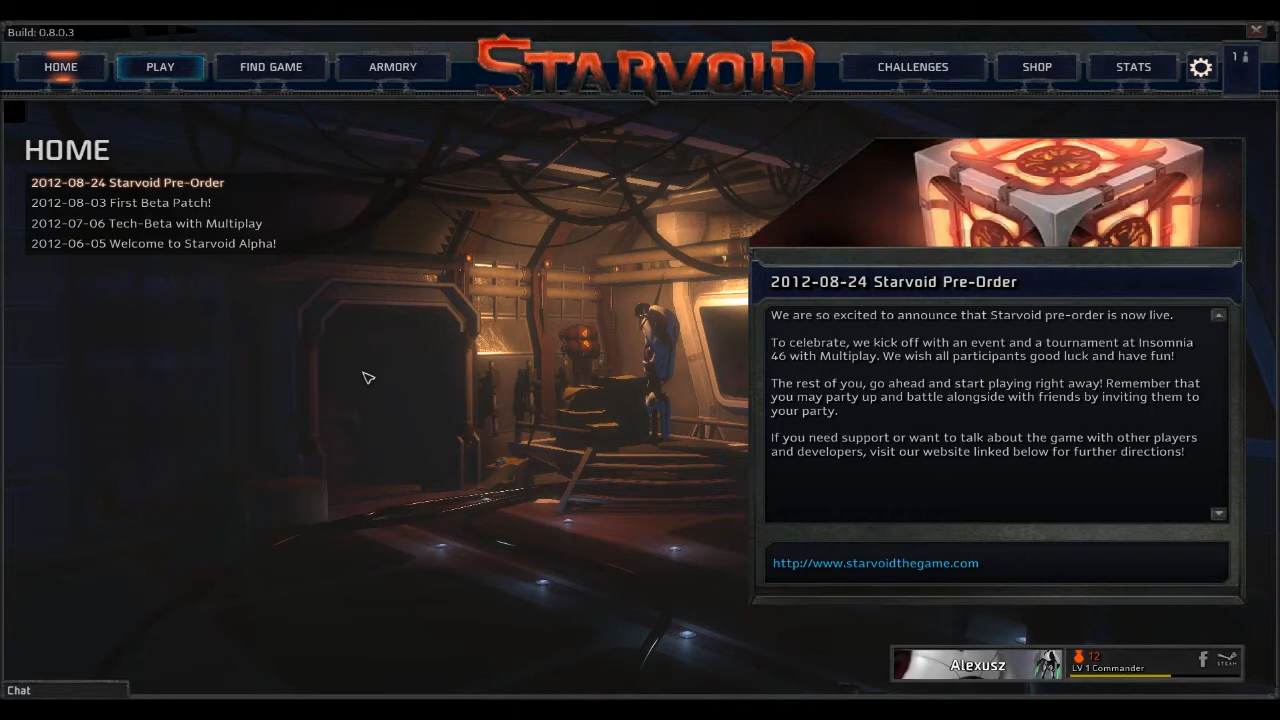 Build: 0.8.0.3
HOME
PLAY
FIND GAME
ARMORY
STARVOID
CHALLENGES
SHOP
STATS
1
HOME
2012-08-24 Starvoid Pre-Order
2012-08-03 First Beta Patch!
2012-07-06 Tech-Beta with Multiplay
2012-06-05 Welcome to Starvoid Alpha!
2012-08-24 Starvoid Pre-Order
We are so excited to announce that Starvoid pre-order is now live.
To celebrate, we kick off with an event and a tournament at Insomnia
46 with Multiplay. We wish all participants good luck and have fun!
The rest of you, go ahead and start playing right away! Remember that
you may party up and battle alongside with friends by inviting them to
your party.
If you need support or want to talk about the game with other players
and developers, visit our website linked below for further directions!
http://www.starvoidthegame.com
Alexusz
12
LV 1 Commander
f
STEAM
Chat